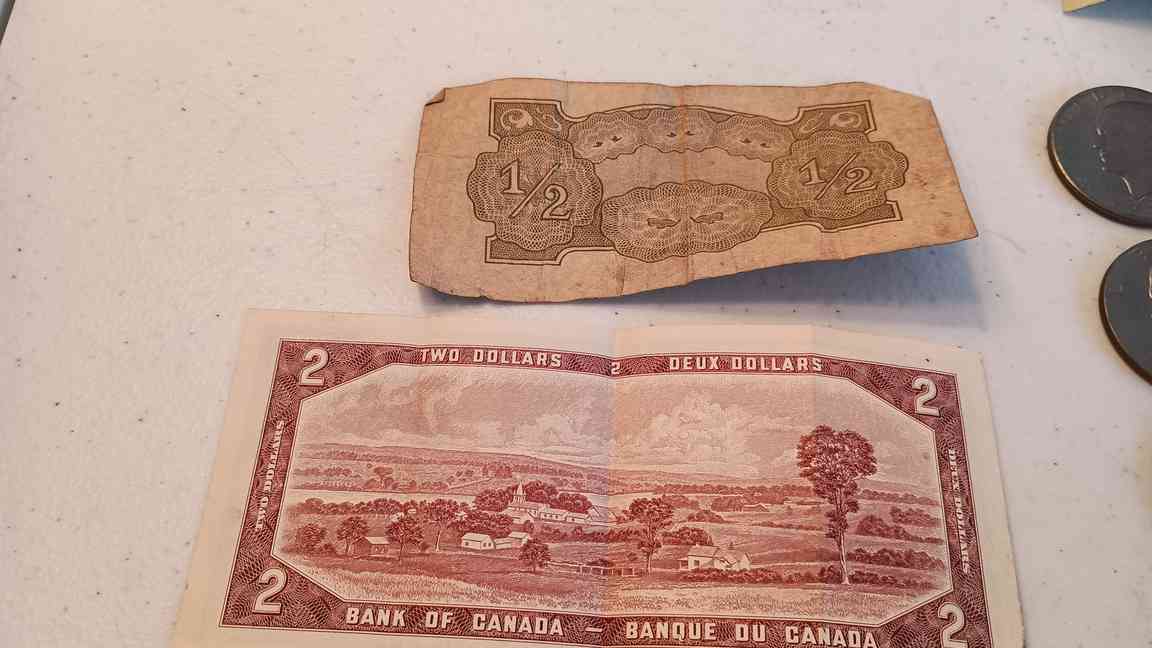 1/2 1/2
2 TWO DOLLARS 2 DEUX DOLLARS 2
TWO DOLLARS
DEUX DOLLARS
2 2
BANK OF CANADA — BANQUE DU CANADA